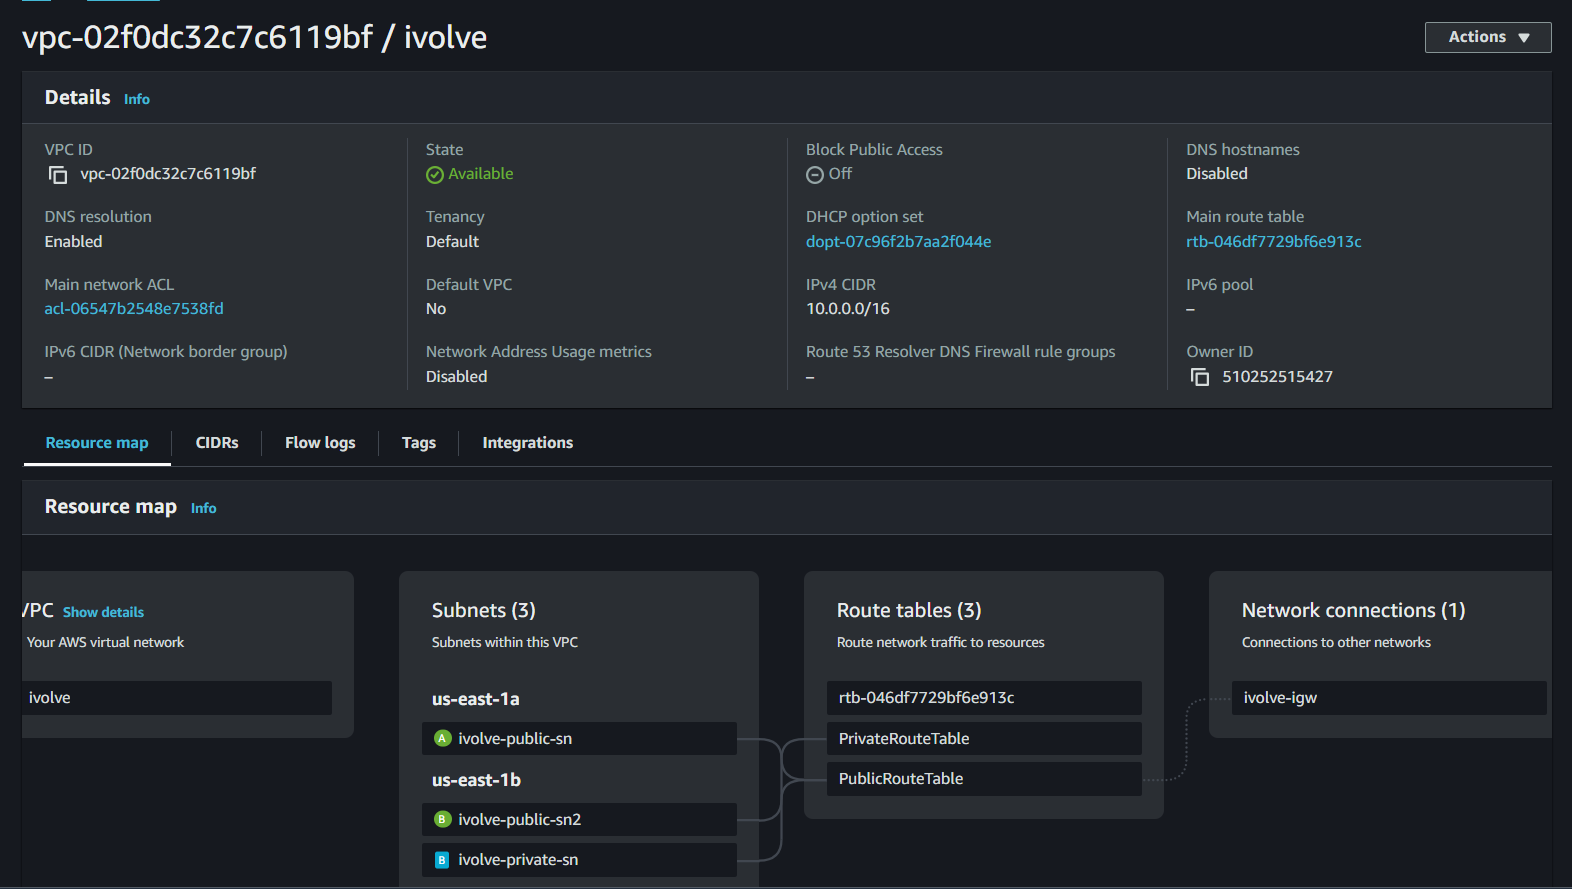 vpc-02f0dc32c7c6119bf / ivolve
Actions
Details Info
VPC ID
vpc-02f0dc32c7c6119bf
State
Available
Block Public Access
Off
DNS hostnames
Disabled
DNS resolution
Enabled
Tenancy
Default
DHCP option set
dopt-07c96f2b7aa2f044e
Main route table
rtb-046df7729bf6e913c
Main network ACL
acl-06547b2548e7538fd
Default VPC
No
IPv4 CIDR
10.0.0.0/16
IPv6 pool
–
IPv6 CIDR (Network border group)
–
Network Address Usage metrics
Disabled
Route 53 Resolver DNS Firewall rule groups
–
Owner ID
510252515427
Resource map
CIDRs
Flow logs
Tags
Integrations
Resource map Info
VPC Show details
Your AWS virtual network
ivolve
Subnets (3)
Subnets within this VPC
us-east-1a
A ivolve-public-sn
us-east-1b
B ivolve-public-sn2
B ivolve-private-sn
Route tables (3)
Route network traffic to resources
rtb-046df7729bf6e913c
PrivateRouteTable
PublicRouteTable
Network connections (1)
Connections to other networks
ivolve-igw